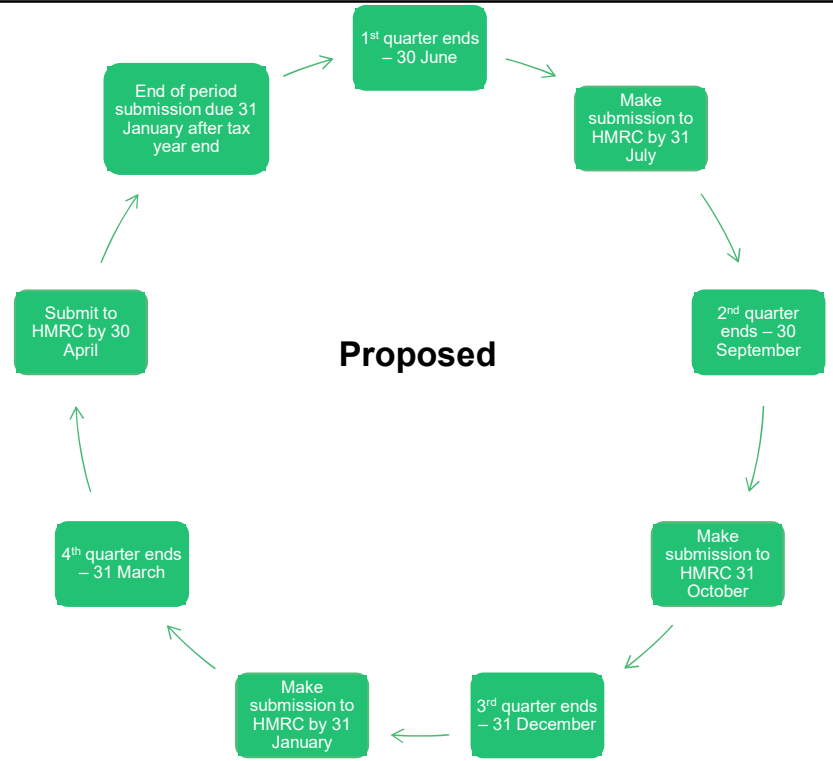 1st quarter ends
– 30 June
Make
submission to
HMRC by 31
July
2nd quarter
ends – 30
September
Make
submission to
HMRC 31
October
3rd quarter ends
– 31 December
Make
submission to
HMRC by 31
January
4th quarter ends
– 31 March
Submit to
HMRC by 30
April
End of period
submission due 31
January after tax
year end
Proposed